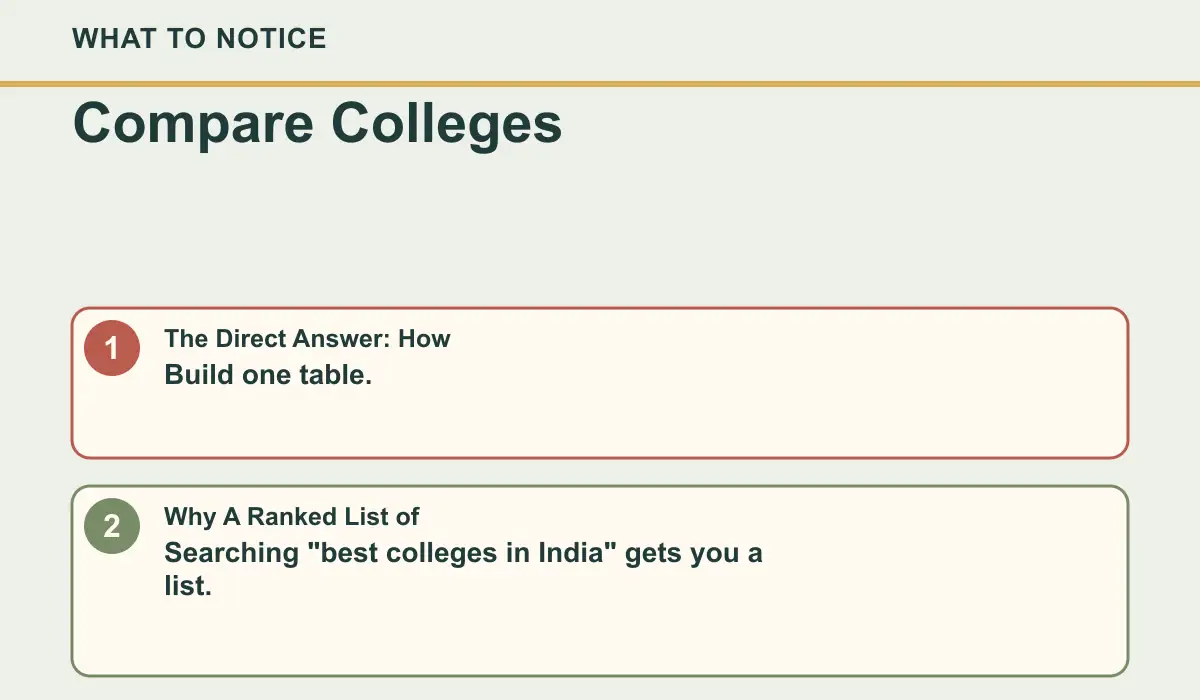 WHAT TO NOTICE
Compare Colleges
1
The Direct Answer: How
Build one table.
2
Why A Ranked List of
Searching "best colleges in India" gets you a
list.